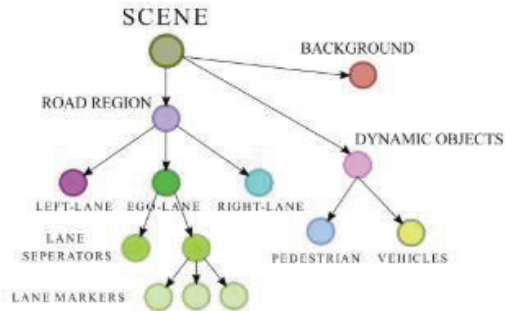 SCENE
BACKGROUND
ROAD REGION
DYNAMIC OBJECTS
LEFT-LANE
EGO-LANE
RIGHT-LANE
LANE
SEPERATORS
PEDESTRIAN
VEHICLES
LANE MARKERS